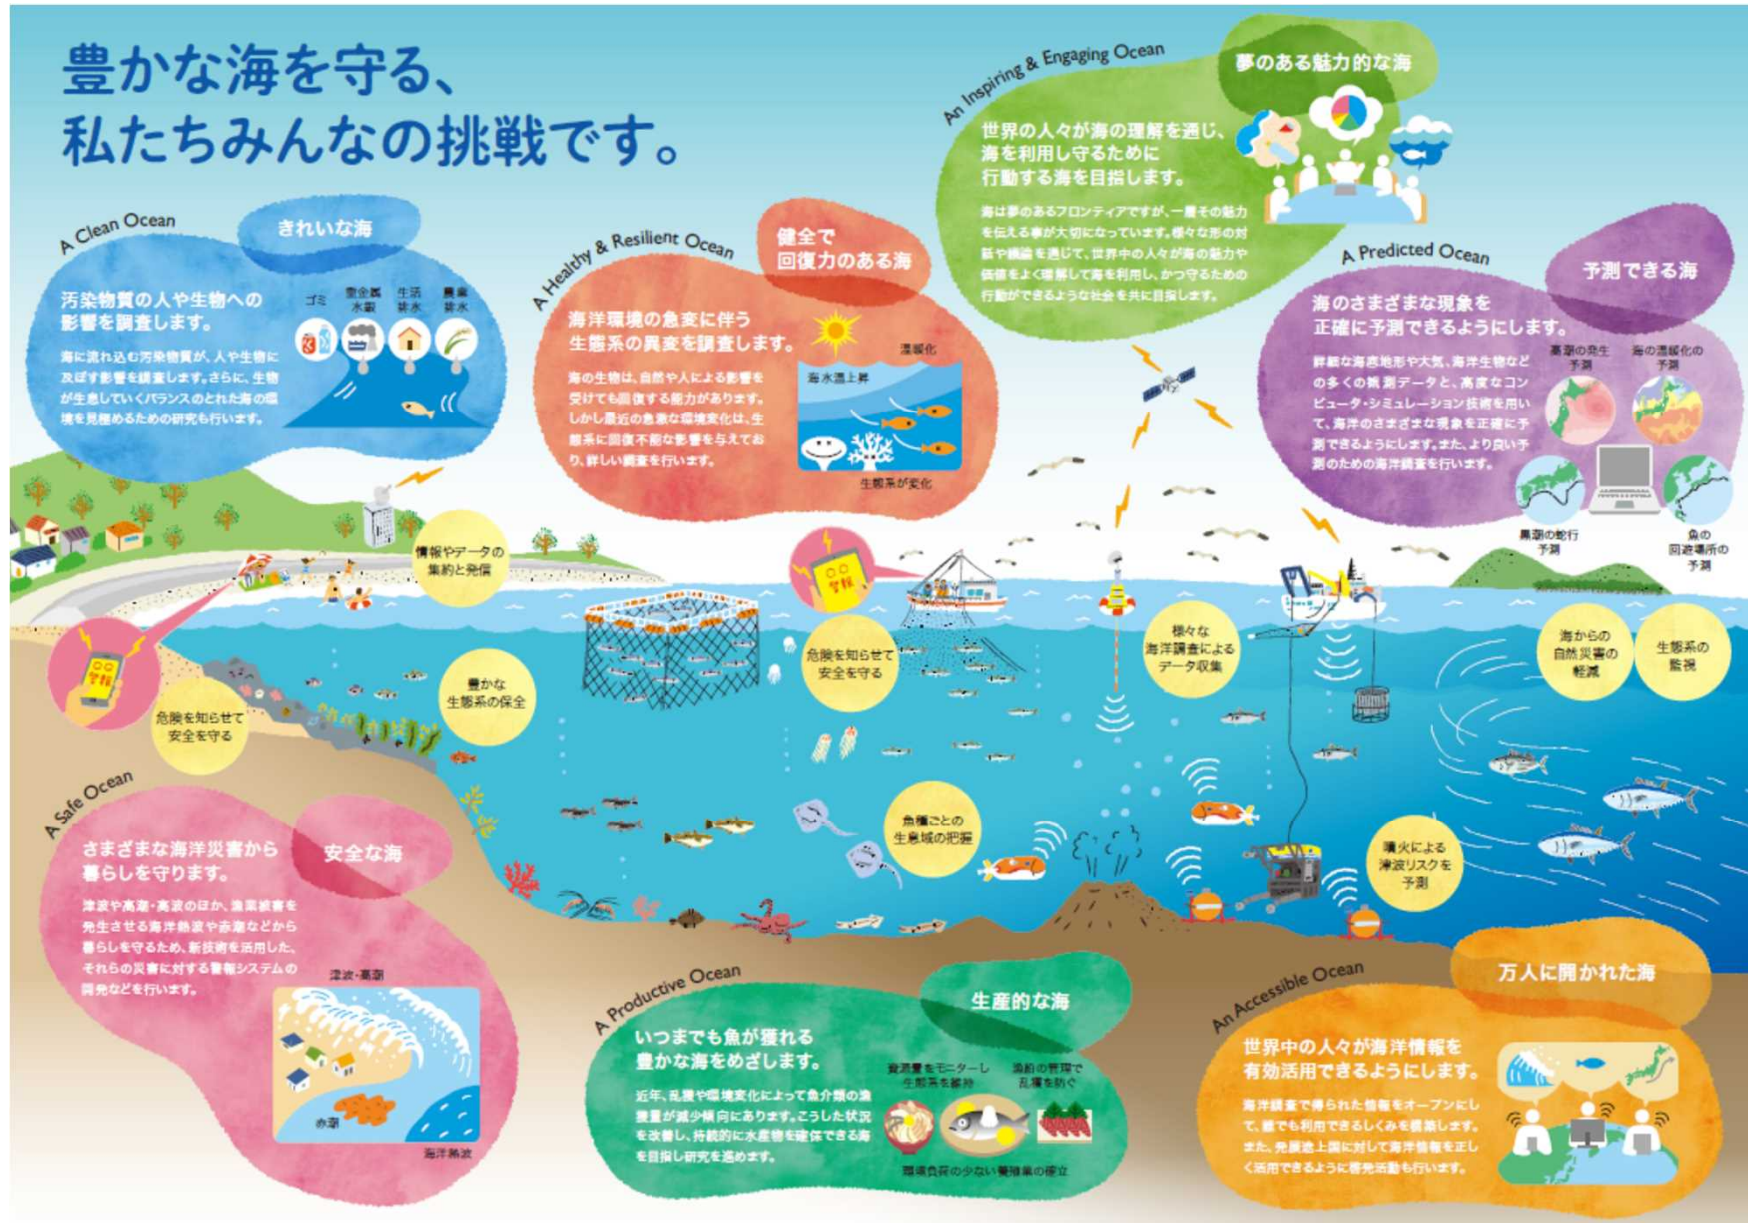 豊かな海を守る、
私たちみんなの挑戦です。
A Clean Ocean
きれいな海
汚染物質の人や生物への
影響を調査します。
海に流れ込む汚染物質が、人や生物に
及ぼす影響を調査します。さらに、生物
が生息していくバランスのとれた海の環
境を見極めるための研究も行います。
ゴミ
重金属
水銀
生活
排水
農業
排水
A Healthy & Resilient Ocean
健全で
回復力のある海
海洋環境の急変に伴う
生態系の異変を調査します。
海の生物は、自然や人による影響を
受けても回復する能力があります。
しかし最近の急激な環境変化は、生
態系に回復不能な影響を与えてお
り、詳しい調査を行います。
温暖化
海水温上昇
生態系が変化
An Inspiring & Engaging Ocean
夢のある魅力的な海
世界の人々が海の理解を通じ、
海を利用し守るために
行動する海を目指します。
海は夢のあるフロンティアですが、一層その魅力
を伝える事が大切になっています。様々な形の対
話や議論を通じて、世界中の人々が海の魅力や
価値をよく理解して海を利用し、かつ守るための
行動ができるような社会を共に目指します。
A Predicted Ocean
予測できる海
海のさまざまな現象を
正確に予測できるようにします。
詳細な海底地形や大気、海洋生物など
の多くの観測データと、高度なコン
ピュータ・シミュレーション技術を用い
て、海洋のさまざまな現象を正確に予
測できるようにします。また、より良い予
測のための海洋調査を行います。
高潮の発生
予測
海の温暖化の
予測
黒潮の蛇行
予測
魚の
回遊場所の
予測
情報やデータの
集約と発信
警報
危険を知らせて
安全を守る
豊かな
生態系の保全
警報
危険を知らせて
安全を守る
様々な
海洋調査による
データ収集
海からの
自然災害の
軽減
生態系の
監視
魚種ごとの
生息域の把握
噴火による
津波リスクを
予測
A Safe Ocean
安全な海
さまざまな海洋災害から
暮らしを守ります。
津波や高潮・高波のほか、漁業被害を
発生させる海洋熱波や赤潮などから
暮らしを守るため、新技術を活用した、
それらの災害に対する警報システムの
開発などを行います。
津波・高潮
赤潮
海洋熱波
A Productive Ocean
生産的な海
いつまでも魚が獲れる
豊かな海をめざします。
近年、乱獲や環境変化によって魚介類の漁
獲量が減少傾向にあります。こうした状況
を改善し、持続的に水産物を確保できる海
を目指し研究を進めます。
資源量をモニターし
生態系を維持
漁船の管理で
乱獲を防ぐ
環境負荷の少ない養殖業の確立
An Accessible Ocean
万人に開かれた海
世界中の人々が海洋情報を
有効活用できるようにします。
海洋調査で得られた情報をオープンにし
て、誰でも利用できるしくみを構築します。
また、発展途上国に対して海洋情報を正し
く活用できるように啓発活動も行います。